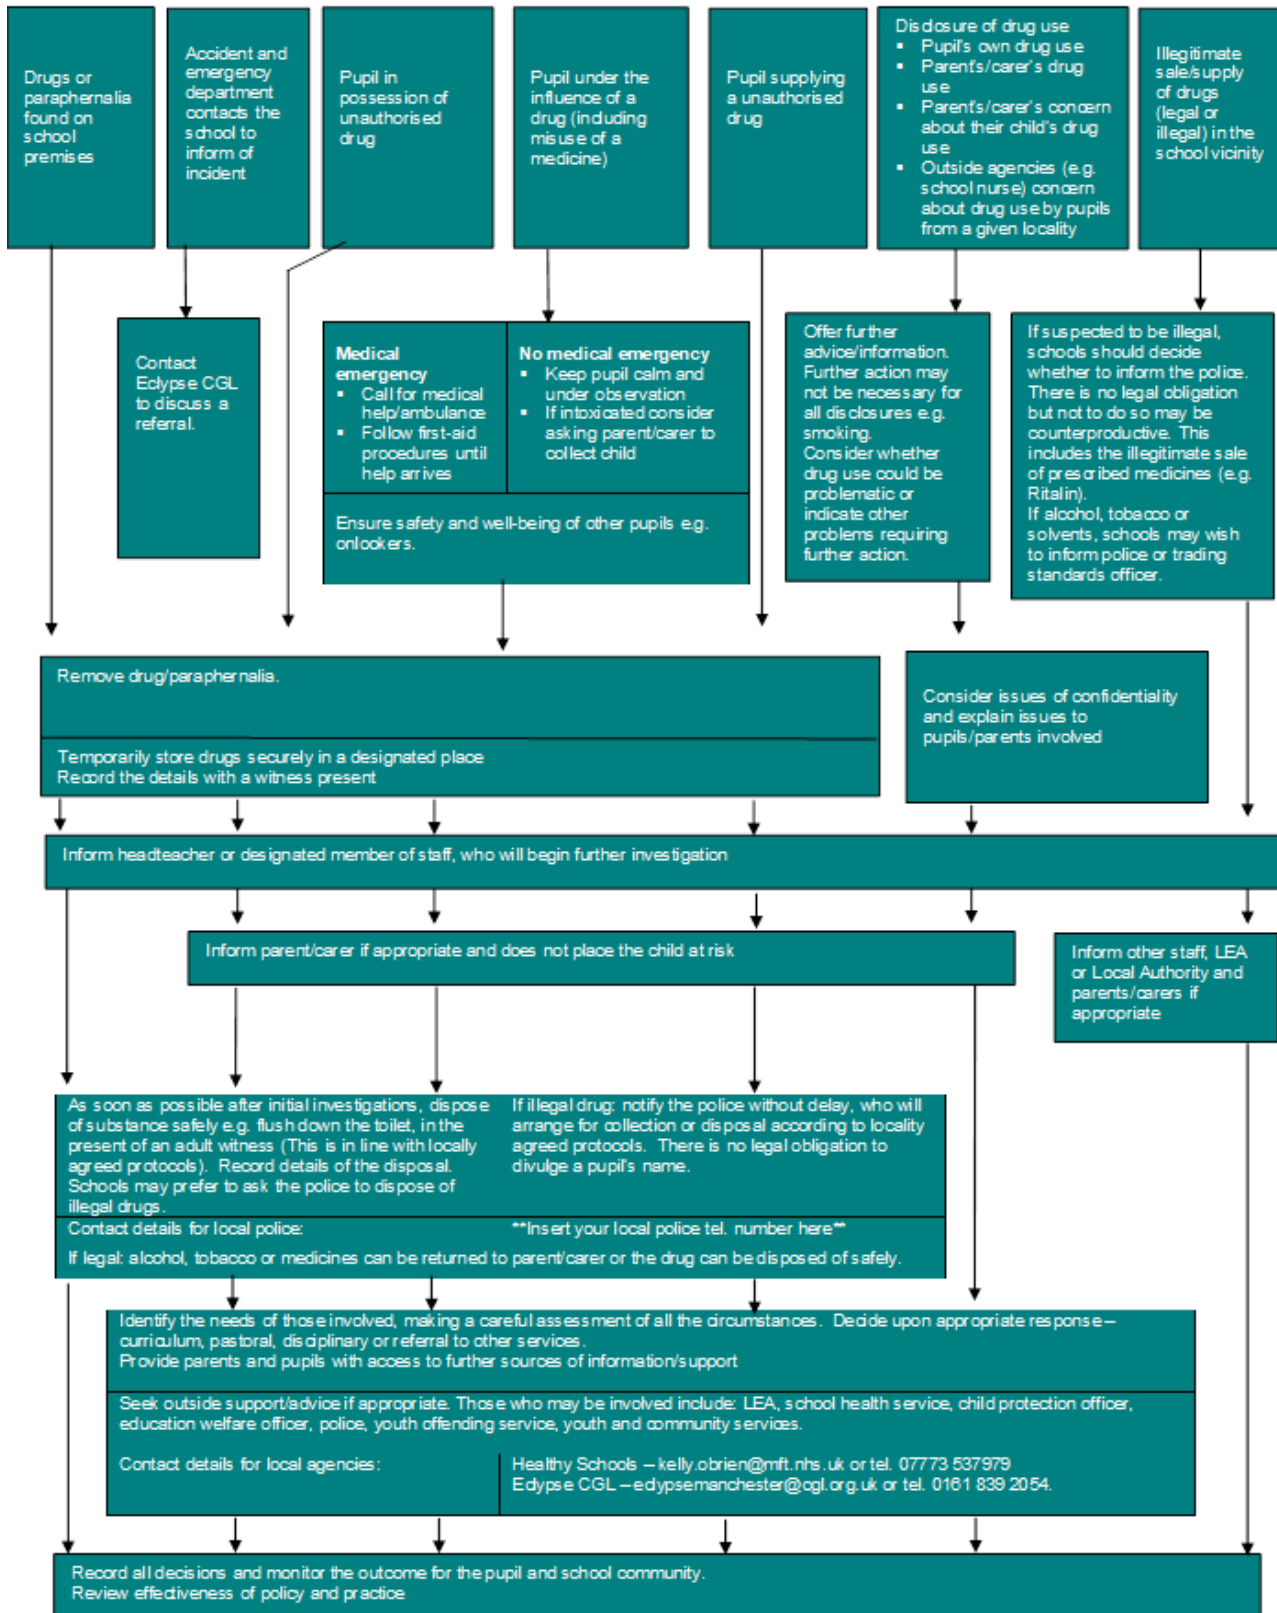 Drugs or
paraphernalia
found on
school
premises
Accident and
emergency
department
contacts the
school to
inform of
incident
Pupil in
possession of
unauthorised
drug
Pupil under the
influence of a
drug (including
misuse of a
medicine)
Pupil supplying
a unauthorised
drug
Disclosure of drug use
▪ Pupil's own drug use
▪ Parent's/carer's drug
use
▪ Parent's/carer's concern
about their child's drug
use
▪ Outside agencies (e.g.
school nurse) concern
about drug use by pupils
from a given locality
Illegitimate
sale/supply
of drugs
(legal or
illegal) in the
school vicinity
Contact
Eclypse CGL
to discuss a
referral.
Medical
emergency
▪ Call for medical
help/ambulance
▪ Follow first-aid
procedures until
help arrives
No medical emergency
▪ Keep pupil calm and
under observation
▪ If intoxicated consider
asking parent/carer to
collect child
Ensure safety and well-being of other pupils e.g.
onlookers.
Offer further
advice/information.
Further action may
not be necessary for
all disclosures e.g.
smoking.
Consider whether
drug use could be
problematic or
indicate other
problems requiring
further action.
If suspected to be illegal,
schools should decide
whether to inform the police.
There is no legal obligation
but not to do so may be
counterproductive. This
includes the illegitimate sale
of prescribed medicines (e.g.
Ritalin).
If alcohol, tobacco or
solvents, schools may wish
to inform police or trading
standards officer.
Remove drug/paraphernalia.
Temporarily store drugs securely in a designated place
Record the details with a witness present
Consider issues of confidentiality
and explain issues to
pupils/parents involved
Inform headteacher or designated member of staff, who will begin further investigation
Inform parent/carer if appropriate and does not place the child at risk
Inform other staff, LEA
or Local Authority and
parents/carers if
appropriate
As soon as possible after initial investigations, dispose
of substance safely e.g. flush down the toilet, in the
present of an adult witness (This is in line with locally
agreed protocols). Record details of the disposal.
Schools may prefer to ask the police to dispose of
illegal drugs.
If illegal drug: notify the police without delay, who will
arrange for collection or disposal according to locality
agreed protocols. There is no legal obligation to
divulge a pupil's name.
Contact details for local police: **Insert your local police tel. number here**
If legal: alcohol, tobacco or medicines can be returned to parent/carer or the drug can be disposed of safely.
Identify the needs of those involved, making a careful assessment of all the circumstances. Decide upon appropriate response –
curriculum, pastoral, disciplinary or referral to other services.
Provide parents and pupils with access to further sources of information/support
Seek outside support/advice if appropriate. Those who may be involved include: LEA, school health service, child protection officer,
education welfare officer, police, youth offending service, youth and community services.
Contact details for local agencies:
Healthy Schools – kelly.obrien@mft.nhs.uk or tel. 07773 537979
Eclypse CGL – eclypsemanchester@cgl.org.uk or tel. 0161 839 2054.
Record all decisions and monitor the outcome for the pupil and school community.
Review effectiveness of policy and practice